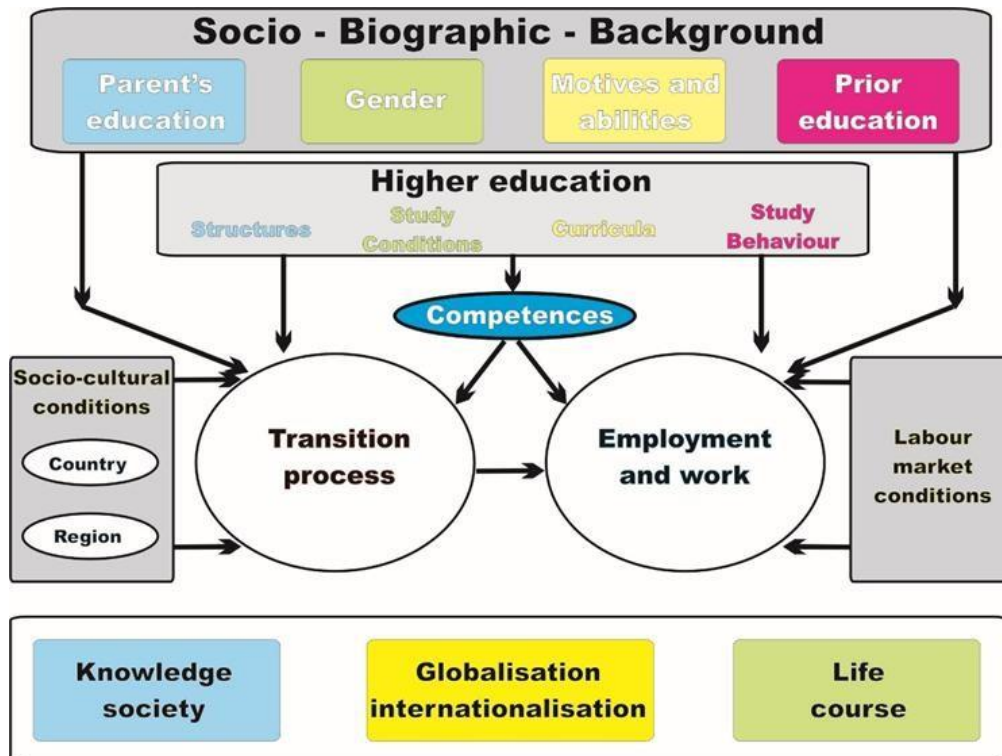 Socio - Biographic - Background
Parent's
education
Gender
Motives and
abilities
Prior
education
Higher education
Structures
Study
Conditions
Curricula
Study
Behaviour
Competences
Socio-cultural
conditions
Country
Region
Transition
process
Employment
and work
Labour
market
conditions
Knowledge
society
Globalisation
internationalisation
Life
course